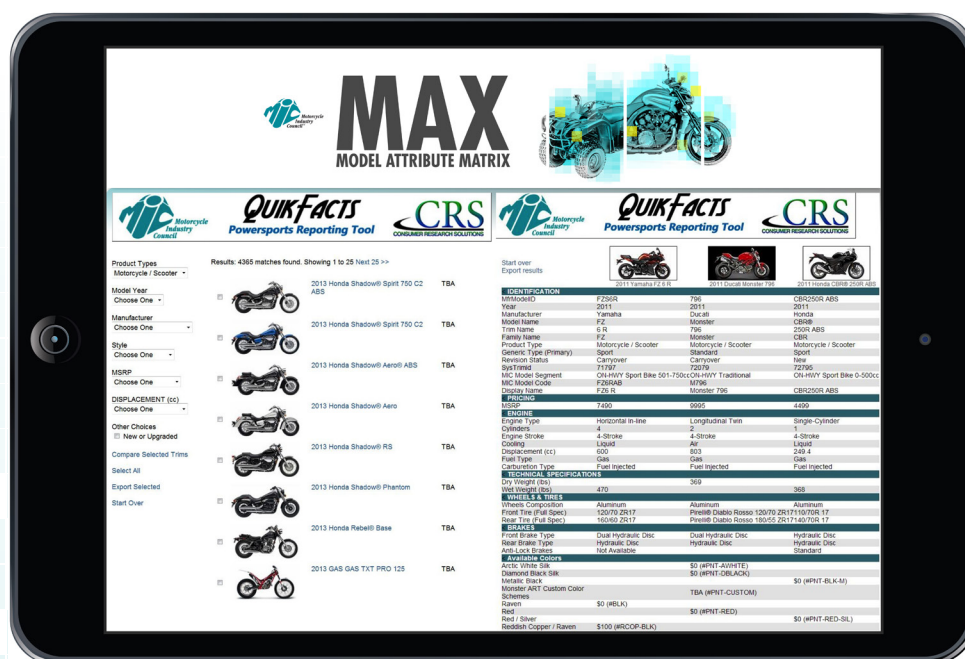 MIC Motorcycle
Industry
Council™
MAX
MODEL ATTRIBUTE MATRIX
MIC Motorcycle
Industry
Council
QUIKFACTS
Powersports Reporting Tool
CRS
CONSUMER RESEARCH SOLUTIONS
Product Types
Motorcycle / Scooter
Model Year
Choose One
Manufacturer
Choose One
Style
Choose One
MSRP
Choose One
DISPLACEMENT (cc)
Choose One
Other Choices
New or Upgraded
Compare Selected Trims
Select All
Export Selected
Start Over
Results: 4365 matches found. Showing 1 to 25 Next 25 >>
2013 Honda Shadow® Spirit 750 C2 TBA
ABS
2013 Honda Shadow® Spirit 750 C2 TBA
2013 Honda Shadow® Aero® ABS TBA
2013 Honda Shadow® Aero TBA
2013 Honda Shadow® RS TBA
2013 Honda Shadow® Phantom TBA
2013 Honda Rebel® Base TBA
2013 GAS GAS TXT PRO 125 TBA
MIC Motorcycle
Industry
Council
QUIKFACTS
Powersports Reporting Tool
CRS
CONSUMER RESEARCH SOLUTIONS
Start over
Export results
2011 Yamaha FZ 6 R 2011 Ducati Monster 796 2011 Honda CBR® 250R ABS
IDENTIFICATION
MfrModelID FZS6R 796 CBR250R ABS
Year 2011 2011 2011
Manufacturer Yamaha Ducati Honda
Model Name FZ Monster CBR®
Trim Name 6 R 796 250R ABS
Family Name FZ Monster CBR
Product Type Motorcycle / Scooter Motorcycle / Scooter Motorcycle / Scooter
Generic Type (Primary) Sport Standard Sport
Revision Status Carryover Carryover New
SysTrimId 71797 72079 72795
MIC Model Segment ON-HWY Sport Bike 501-750cc ON-HWY Traditional ON-HWY Sport Bike 0-500cc
MIC Model Code FZ6RAB M796
Display Name FZ6 R Monster 796 CBR250R ABS
PRICING
MSRP 7490 9995 4499
ENGINE
Engine Type Horizontal In-line Longitudinal Twin Single-Cylinder
Cylinders 4 2 1
Engine Stroke 4-Stroke 4-Stroke 4-Stroke
Cooling Liquid Air Liquid
Displacement (cc) 600 803 249.4
Fuel Type Gas Gas Gas
Carburetion Type Fuel Injected Fuel Injected Fuel Injected
TECHNICAL SPECIFICATIONS
Dry Weight (lbs) 369
Wet Weight (lbs) 470 368
WHEELS & TIRES
Wheels Composition Aluminum Aluminum Aluminum
Front Tire (Full Spec) 120/70 ZR17 Pirelli® Diablo Rosso 120/70 ZR17 110/70R 17
Rear Tire (Full Spec) 160/60 ZR17 Pirelli® Diablo Rosso 180/55 ZR17 140/70R 17
BRAKES
Front Brake Type Dual Hydraulic Disc Dual Hydraulic Disc Hydraulic Disc
Rear Brake Type Hydraulic Disc Hydraulic Disc Hydraulic Disc
Anti-Lock Brakes Not Available Standard
Available Colors
Arctic White Silk $0 (#PNT-AWHITE)
Diamond Black Silk $0 (#PNT-DBLACK)
Metallic Black $0 (#PNT-BLK-M)
Monster ART Custom Color
Schemes TBA (#PNT-CUSTOM)
Raven $0 (#BLK)
Red $0 (#PNT-RED)
Red / Silver $0 (#PNT-RED-SIL)
Reddish Copper / Raven $100 (#RCOP-BLK)